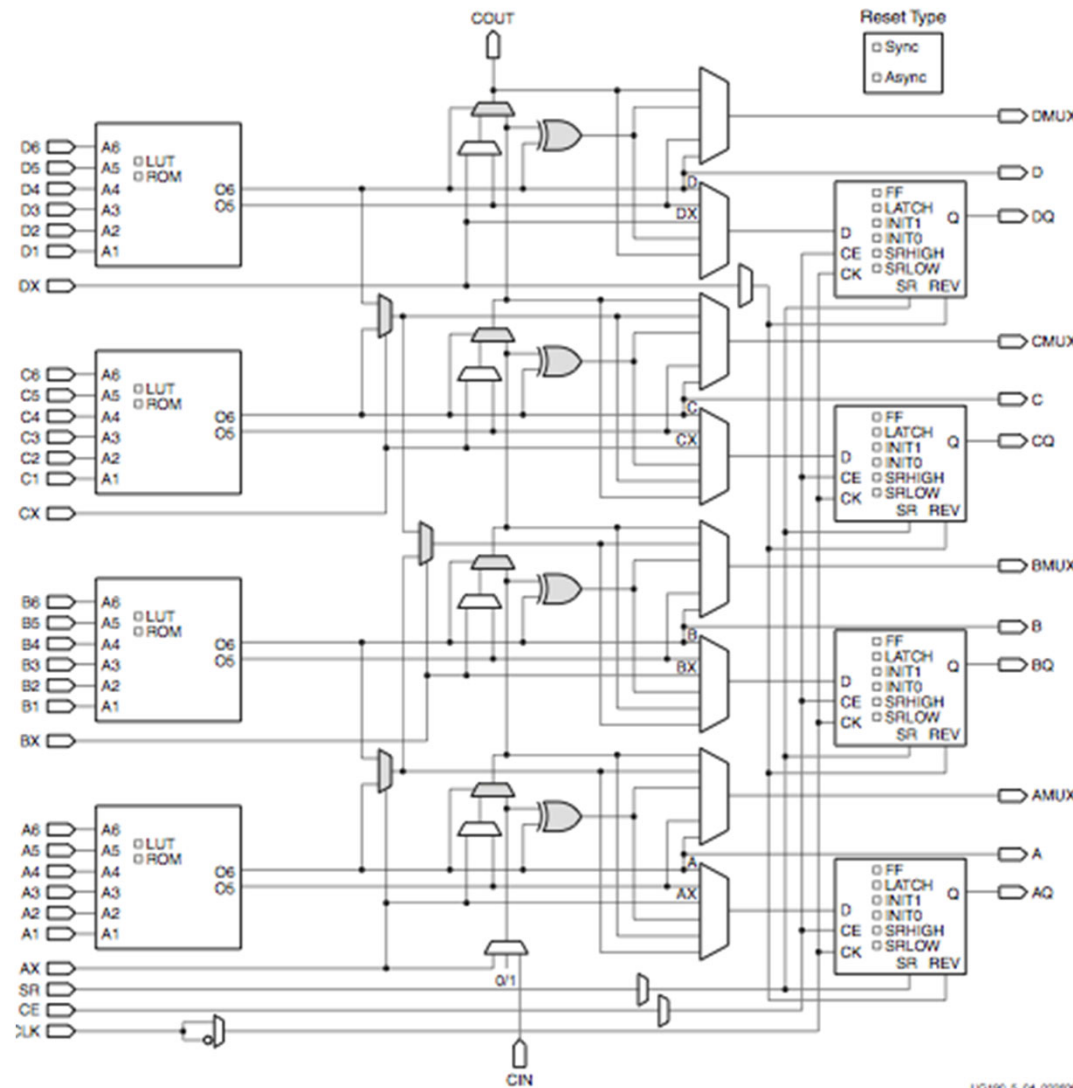 COUT
Reset Type
Sync
Async
DMUX
D
DQ
D6
D5
D4
D3
D2
D1
DX
A6
A5
A4
A3
A2
A1
LUT
ROM
O6
O5
D
DX
FF
LATCH
INIT1
INIT0
SRHIGH
SRLOW
D
CE
CK
Q
SR REV
CMUX
C
CQ
C6
C5
C4
C3
C2
C1
CX
A6
A5
A4
A3
A2
A1
LUT
ROM
O6
O5
C
CX
FF
LATCH
INIT1
INIT0
SRHIGH
SRLOW
D
CE
CK
Q
SR REV
BMUX
B
BQ
B6
B5
B4
B3
B2
B1
BX
A6
A5
A4
A3
A2
A1
LUT
ROM
O6
O5
B
BX
FF
LATCH
INIT1
INIT0
SRHIGH
SRLOW
D
CE
CK
Q
SR REV
AMUX
A
AQ
A6
A5
A4
A3
A2
A1
AX
SR
CE
CLK
A6
A5
A4
A3
A2
A1
LUT
ROM
O6
O5
A
AX
0/1
FF
LATCH
INIT1
INIT0
SRHIGH
SRLOW
D
CE
CK
Q
SR REV
CIN